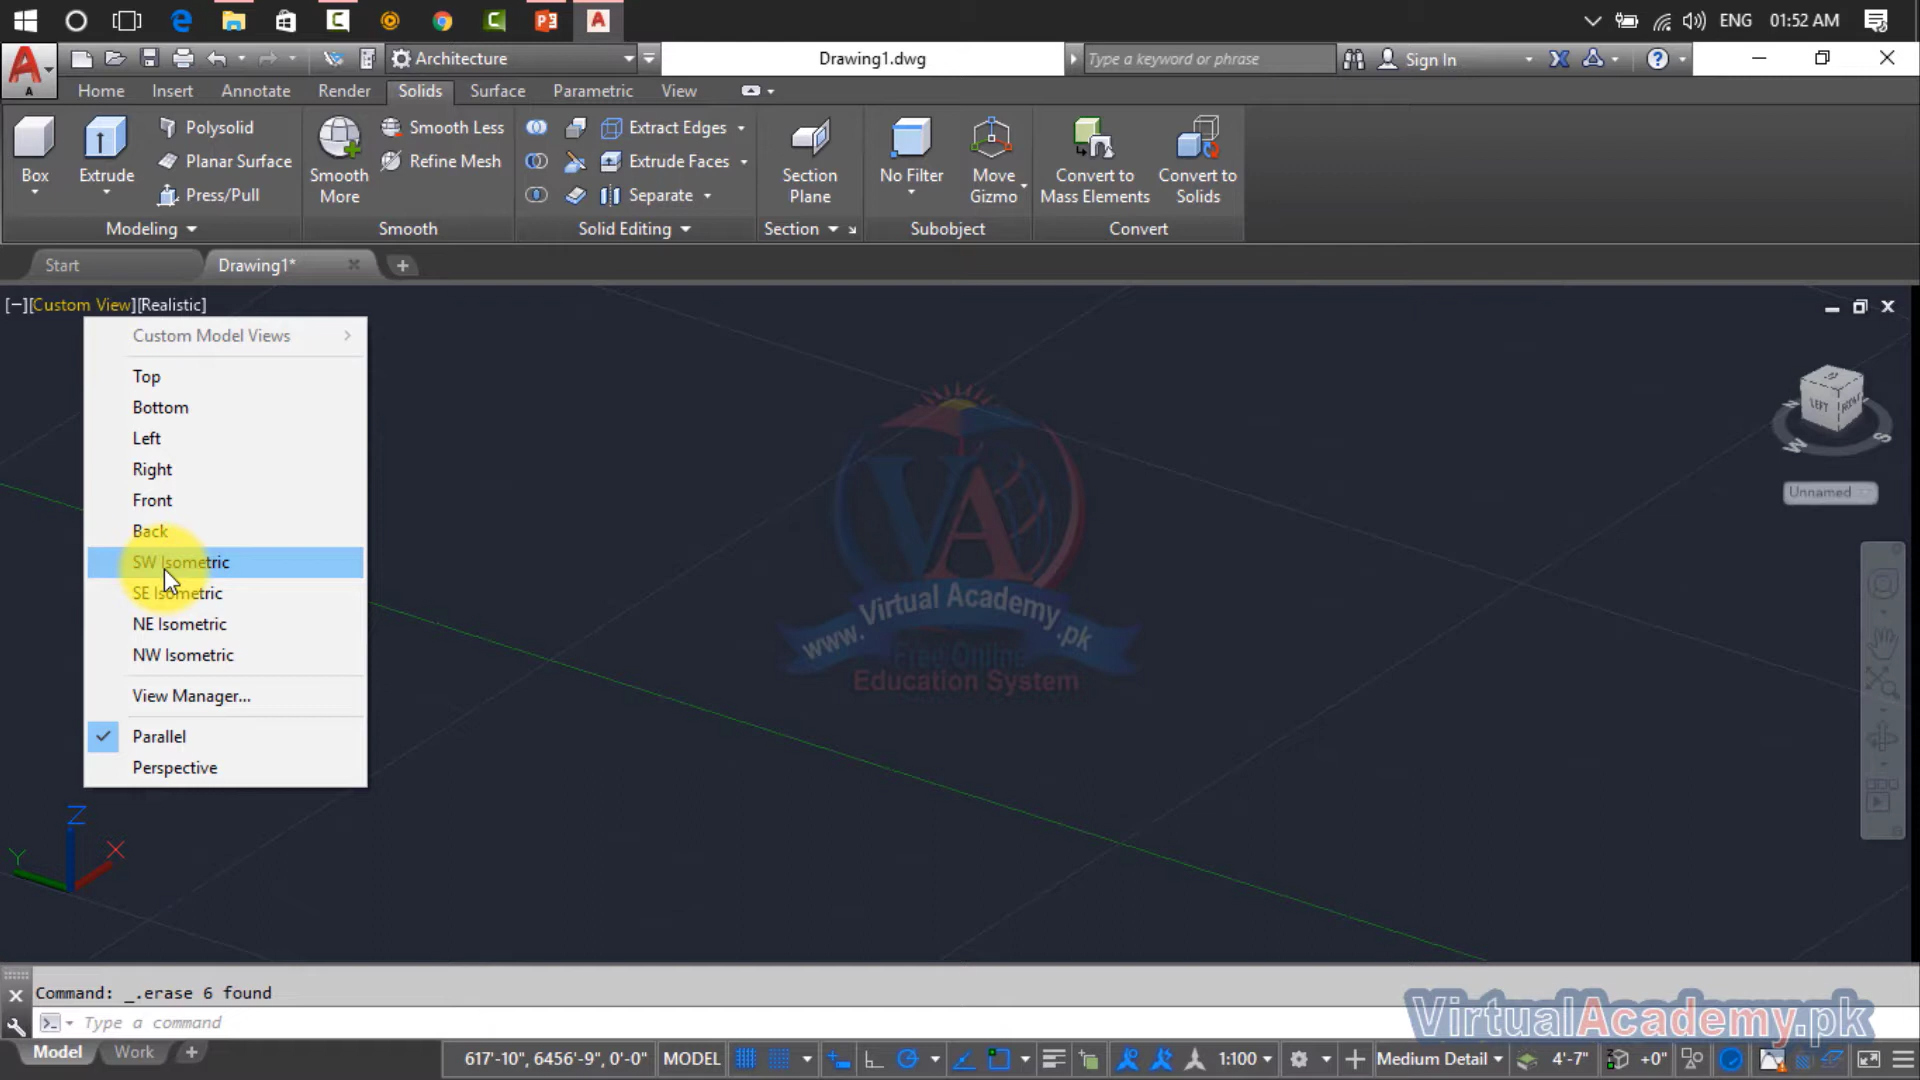 ENG 01:52 AM
A Architecture Drawing1.dwg Type a keyword or phrase Sign In
Home Insert Annotate Render Solids Surface Parametric View
Polysolid Smooth Less Extract Edges
Planar Surface Refine Mesh Extrude Faces
Box Extrude Smooth More Section Plane No Filter Move Gizmo Convert to Mass Elements Convert to Solids
Press/Pull Separate
Modeling Smooth Solid Editing Section Subobject Convert
Start Drawing1*
[−][Custom View][Realistic]
Custom Model Views
Top
Bottom
Left
Right
Front
Back
SW Isometric
SE Isometric
NE Isometric
NW Isometric
View Manager...
Parallel
Perspective
LEFT FRONT
W S
Unnamed
VA
www.VirtualAcademy.pk
Free Online
Education System
Z
Y X
Command: _.erase 6 found
Type a command
VirtualAcademy.pk
Model Work + 617'-10", 6456'-9", 0'-0" MODEL 1:100 Medium Detail 4'-7" +0"